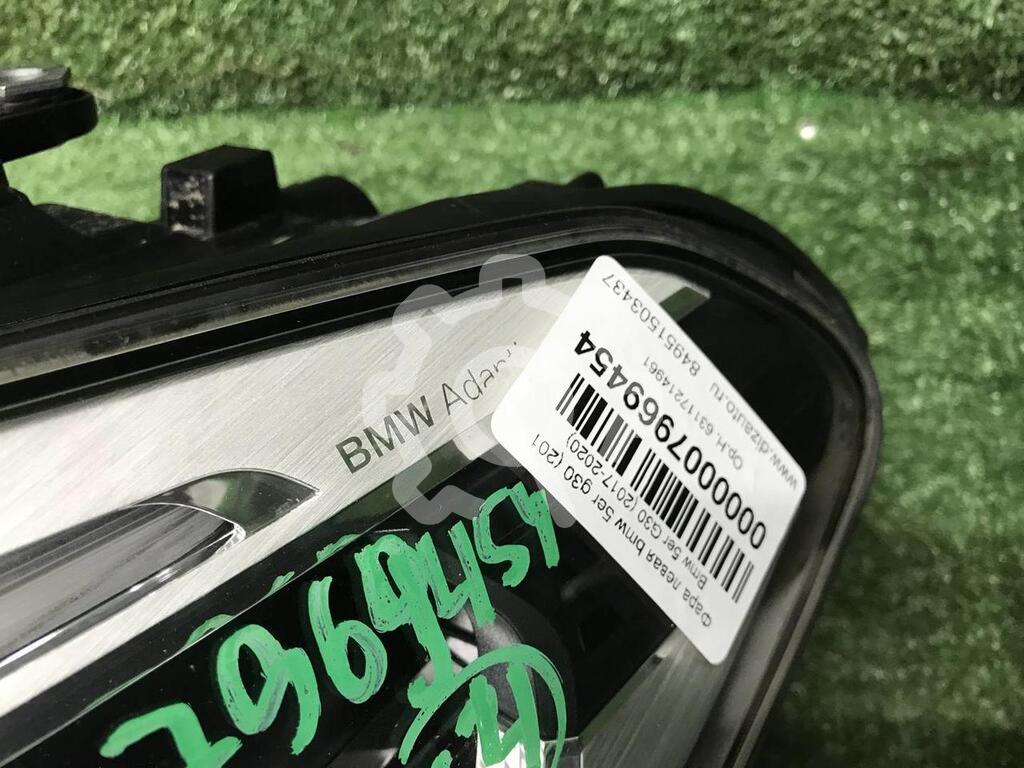 BMW Adapti
Фара левая bmw 5er g30 (201
Bmw 5er G30 (2017-2020)
000000007969454
Ор.Н. 63117214961
www.dizauto.ru 84951503437
7969454